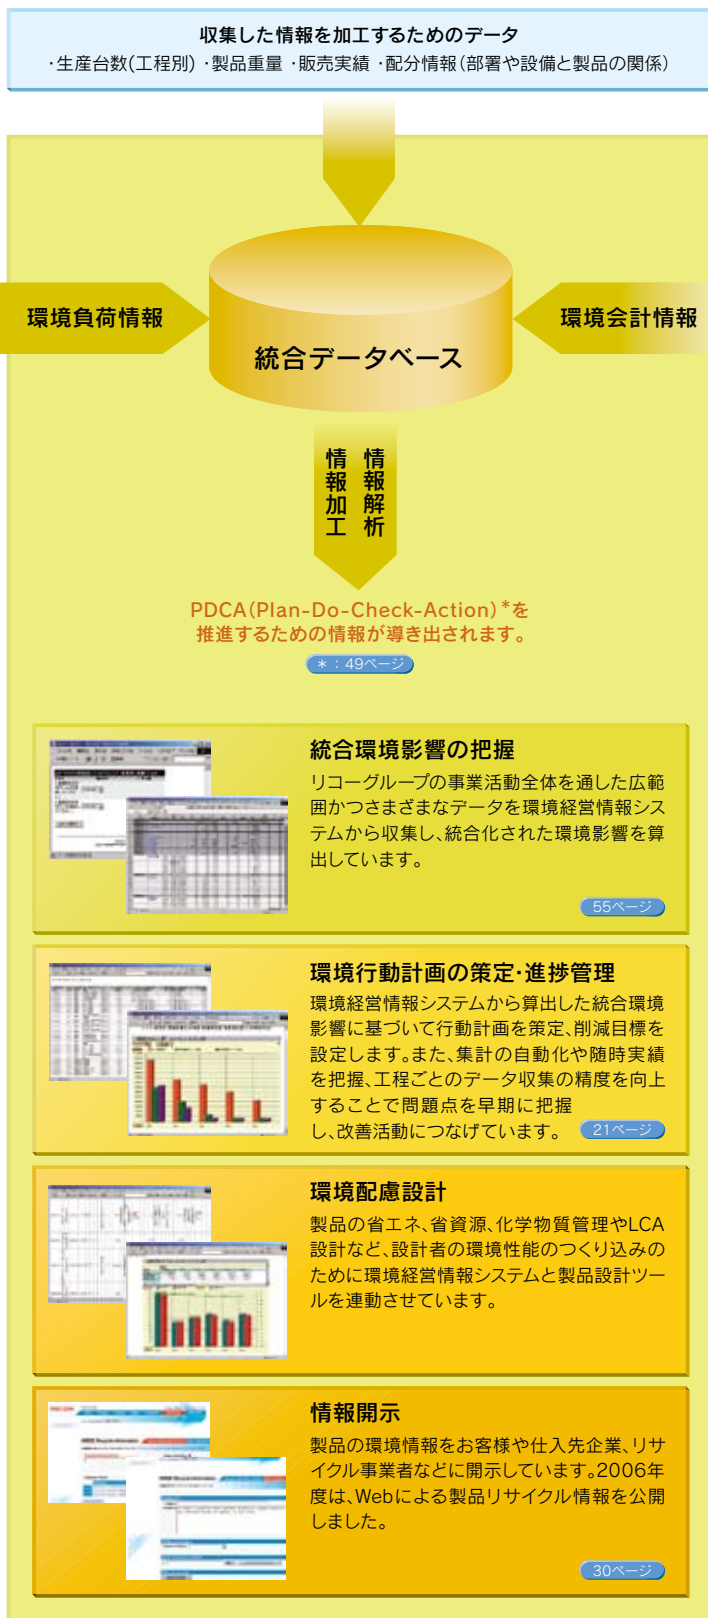 収集した情報を加工するためのデータ
・生産台数(工程別) ・製品重量 ・販売実績 ・配分情報(部署や設備と製品の関係)
環境負荷情報
環境会計情報
統合データベース
情報解析
情報加工
PDCA(Plan-Do-Check-Action)*を
推進するための情報が導き出されます。
*:49ページ
統合環境影響の把握
リコーグループの事業活動全体を通した広範
囲かつさまざまなデータを環境経営情報シス
テムから収集し、統合化された環境影響を算
出しています。
55ページ
環境行動計画の策定・進捗管理
環境経営情報システムから算出した統合環境
影響に基づいて行動計画を策定、削減目標を
設定します。また、集計の自動化や随時実績
を把握、工程ごとのデータ収集の精度を向上
することで問題点を早期に把握
し、改善活動につなげています。 21ページ
環境配慮設計
製品の省エネ、省資源、化学物質管理やLCA
設計など、設計者の環境性能のつくり込みの
ために環境経営情報システムと製品設計ツー
ルを連動させています。
情報開示
製品の環境情報をお客様や仕入先企業、リサ
イクル事業者などに開示しています。2006年
度は、Webによる製品リサイクル情報を公開
しました。
30ページ